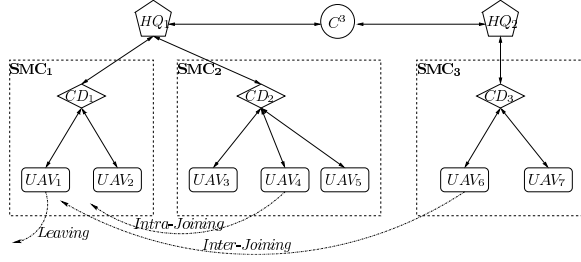 HQ₁ C³ HQ₂
SMC₁ SMC₂ SMC₃
CD₁ CD₂ CD₃
UAV₁ UAV₂ UAV₃ UAV₄ UAV₅ UAV₆ UAV₇
Leaving Intra-Joining
Inter-Joining